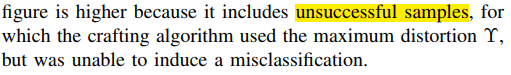 figure is higher because it includes unsuccessful samples, for
which the crafting algorithm used the maximum distortion ϒ,
but was unable to induce a misclassification.